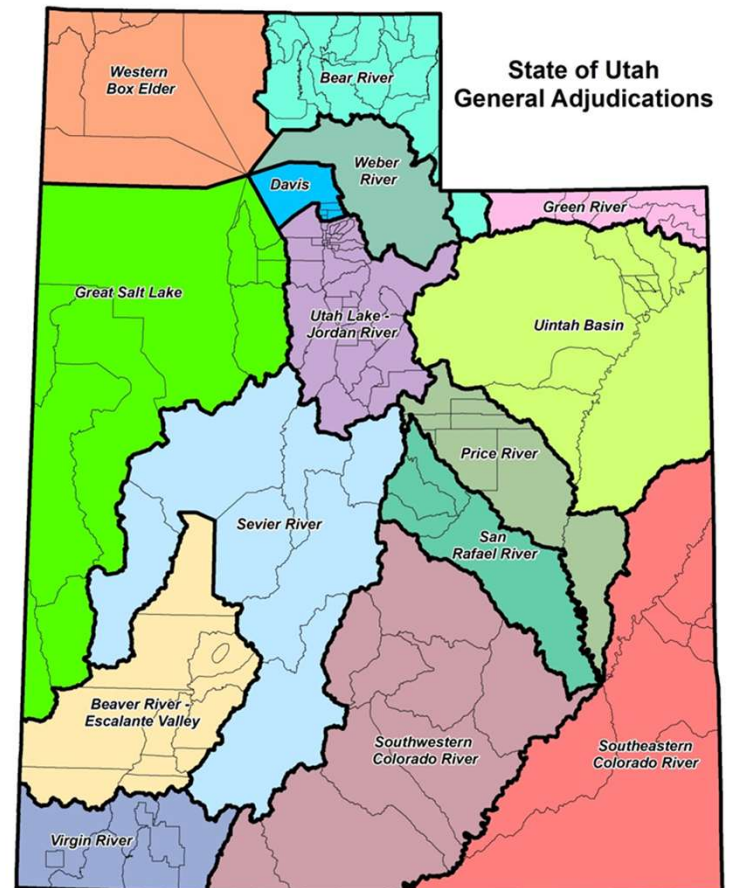 State of Utah
General Adjudications
Western
Box Elder
Bear River
Weber
River
Davis
Green River
Great Salt Lake
Utah Lake -
Jordan River
Uintah Basin
Price River
Sevier River
San
Rafael River
Beaver River -
Escalante Valley
Southwestern
Colorado River
Southeastern
Colorado River
Virgin River